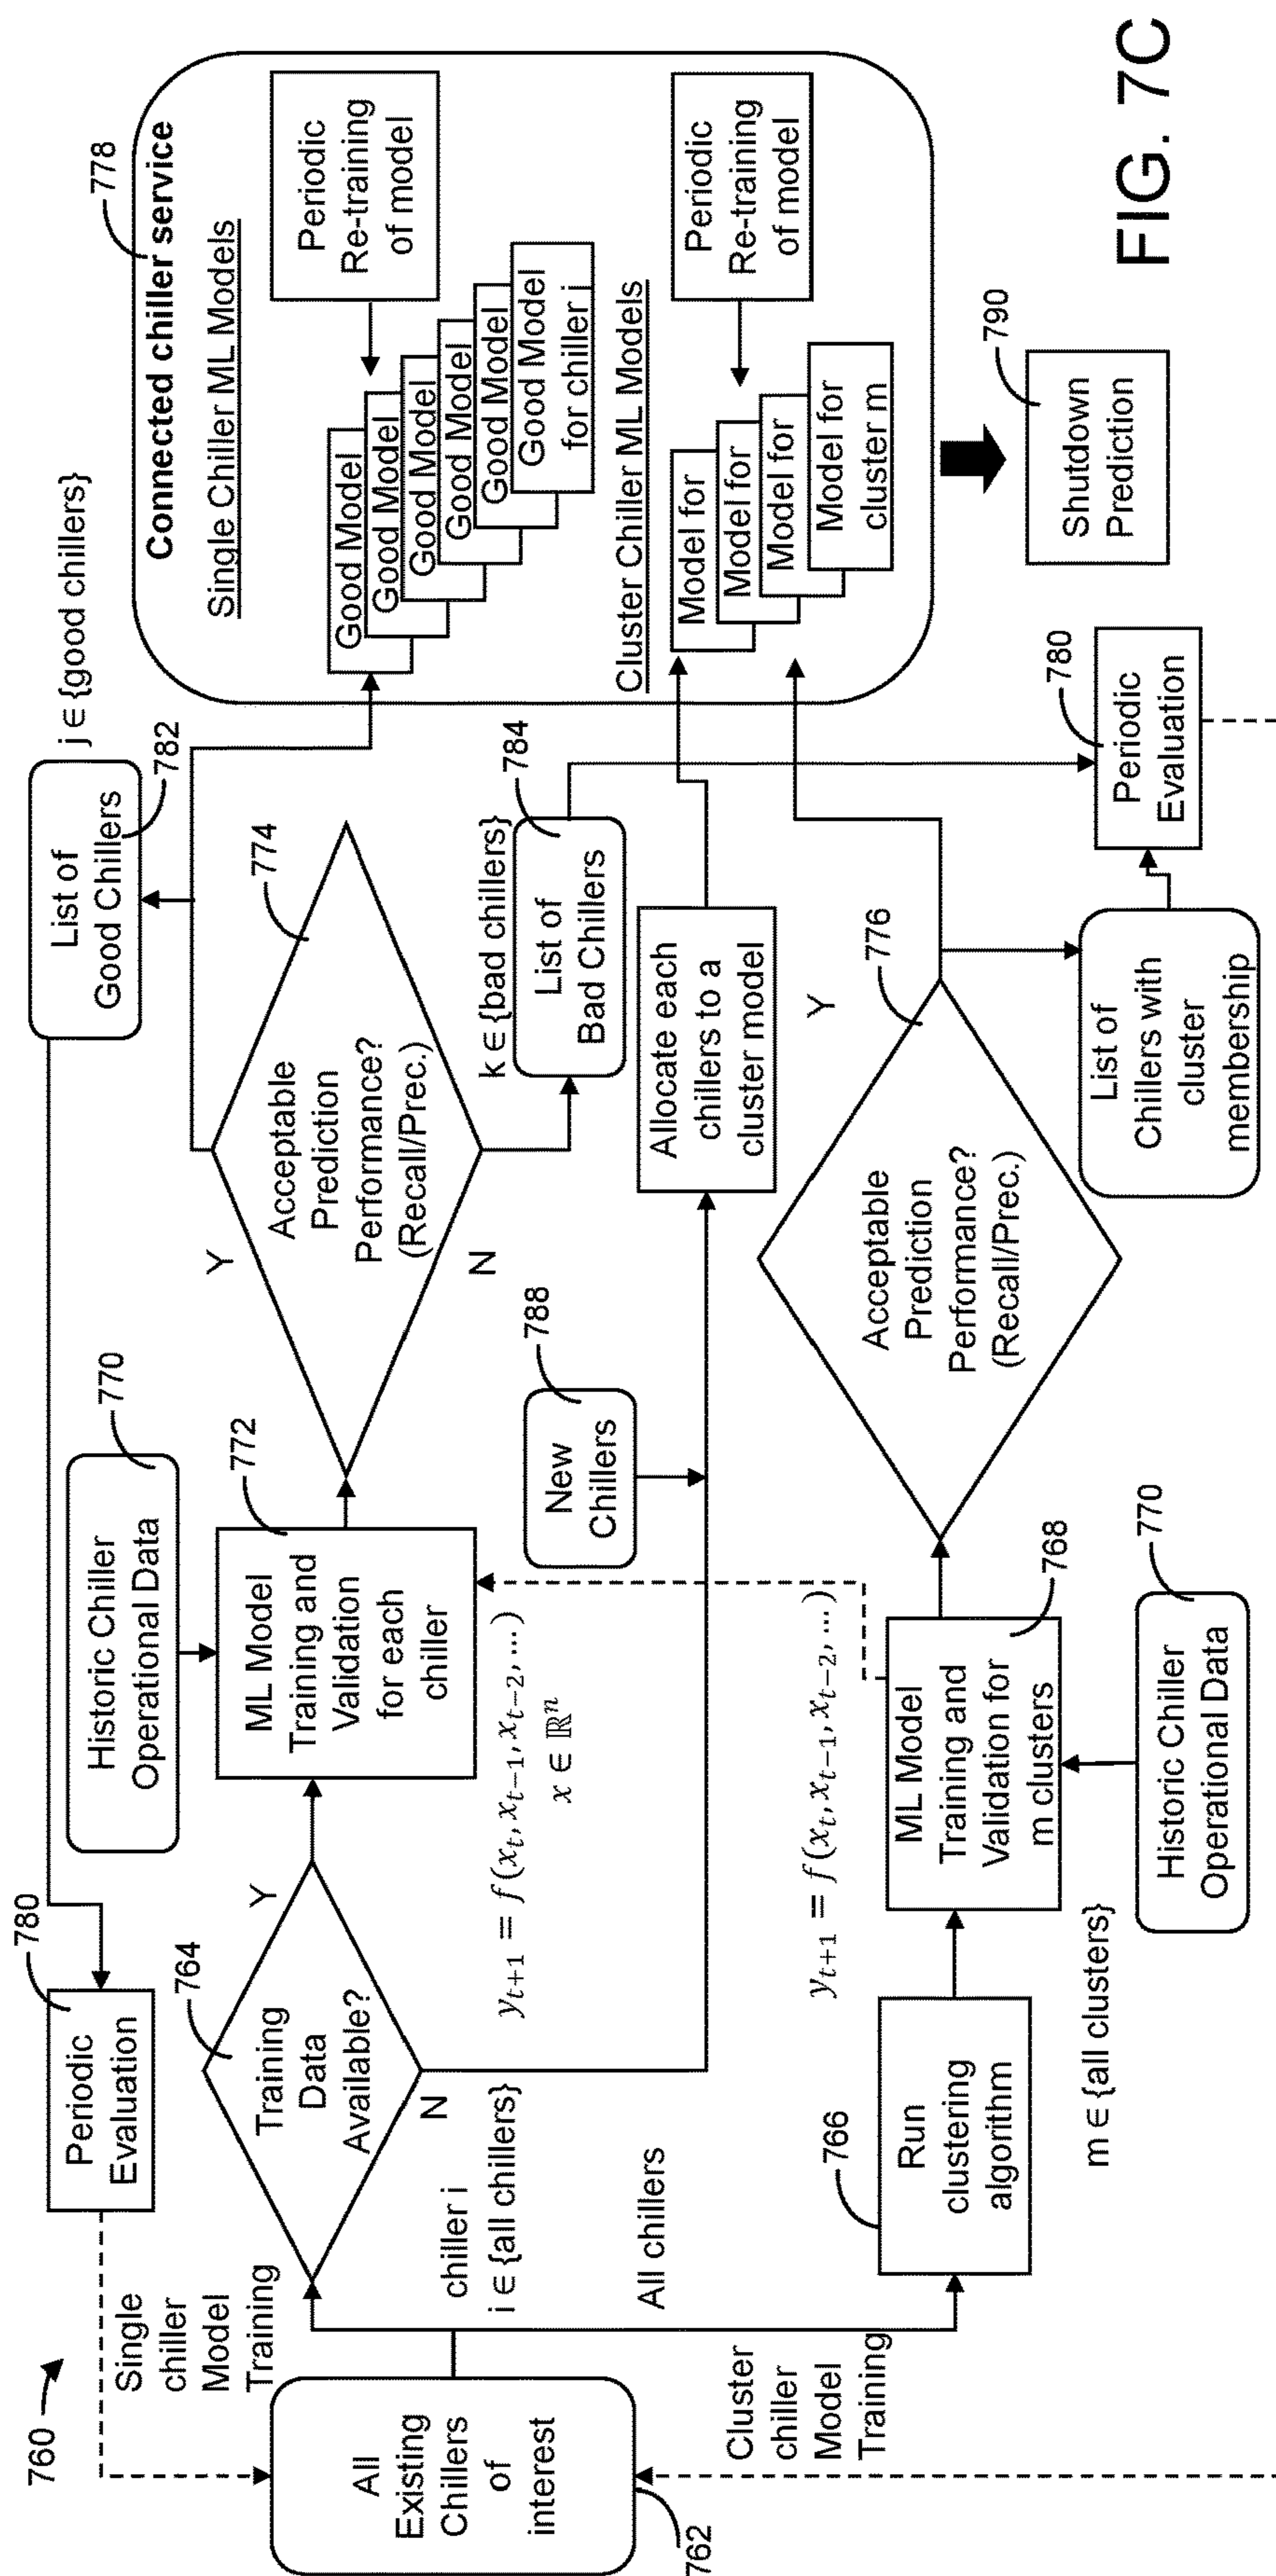 760
Single
chiller
Model
Training
780
Periodic
Evaluation
List of
Good Chillers
782
j ∈ {good chillers}
All
Existing
Chillers
of
interest
762
764
Training
Data
Available?
Y
N
chiller i
i ∈ {all chillers}
Historic Chiller
Operational Data
770
ML Model
Training and
Validation
for each
chiller
772
y_{t+1} = f(x_t, x_{t−1}, x_{t−2}, …)
x ∈ ℝ^n
Acceptable
Prediction
Performance?
(Recall/Prec.)
774
Y
N
k ∈ {bad chillers}
List of
Bad Chillers
784
New
Chillers
788
Allocate each
chillers to a
cluster model
All chillers
Cluster
chiller
Model
Training
766
Run
clustering
algorithm
y_{t+1} = f(x_t, x_{t−1}, x_{t−2}, …)
ML Model
Training and
Validation for
m clusters
768
m ∈ {all clusters}
Historic Chiller
Operational Data
770
Acceptable
Prediction
Performance?
(Recall/Prec.)
776
Y
List of
Chillers with
cluster
membership
Periodic
Evaluation
780
778
Connected chiller service
Single Chiller ML Models
Good Model
Good Model
Good Model
Good Model
Good Model
Good Model
for chiller j
Periodic
Re-training
of model
Cluster Chiller ML Models
Model for
Model for
Model for
Model for
cluster m
Periodic
Re-training
of model
790
Shutdown
Prediction
FIG. 7C